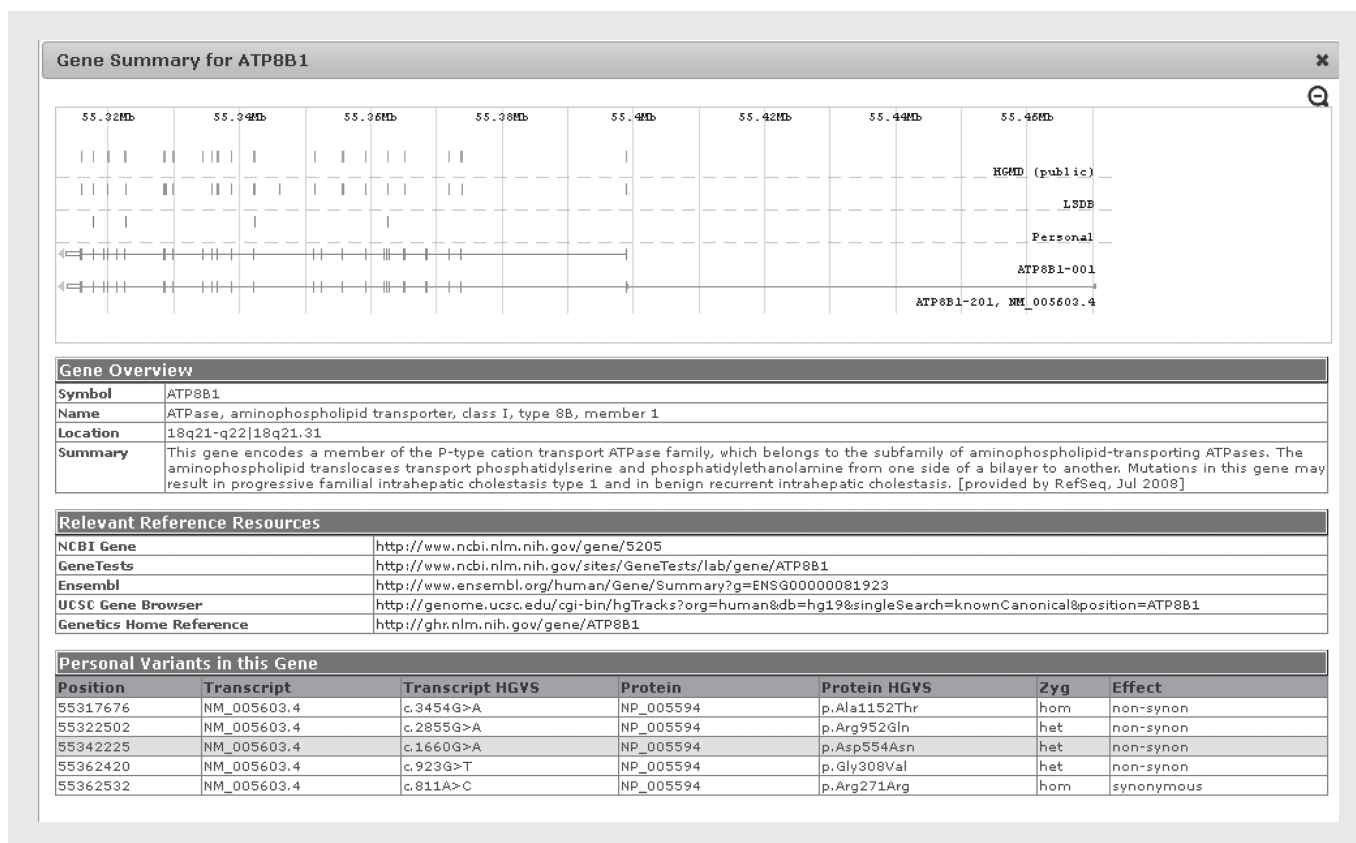 Gene Summary for ATP8B1
55.32Mb 55.34Mb 55.36Mb 55.38Mb 55.4Mb 55.42Mb 55.44Mb 55.46Mb
HGMD (public)
LSDB
Personal
ATP8B1-001
ATP8B1-201, NM_005603.4
Gene Overview
Symbol ATP8B1
Name ATPase, aminophospholipid transporter, class I, type 8B, member 1
Location 18q21-q22|18q21.31
Summary This gene encodes a member of the P-type cation transport ATPase family, which belongs to the subfamily of aminophospholipid-transporting ATPases. The
aminophospholipid translocases transport phosphatidylserine and phosphatidylethanolamine from one side of a bilayer to another. Mutations in this gene may
result in progressive familial intrahepatic cholestasis type 1 and in benign recurrent intrahepatic cholestasis. [provided by RefSeq, Jul 2008]
Relevant Reference Resources
NCBI Gene http://www.ncbi.nlm.nih.gov/gene/5205
GeneTests http://www.ncbi.nlm.nih.gov/sites/GeneTests/lab/gene/ATP8B1
Ensembl http://www.ensembl.org/human/Gene/Summary?g=ENSG00000081923
UCSC Gene Browser http://genome.ucsc.edu/cgi-bin/hgTracks?org=human&db=hg19&singleSearch=knownCanonical&position=ATP8B1
Genetics Home Reference http://ghr.nlm.nih.gov/gene/ATP8B1
Personal Variants in this Gene
Position Transcript Transcript HGVS Protein Protein HGVS Zyg Effect
55317676 NM_005603.4 c.3454G>A NP_005594 p.Ala1152Thr hom non-synon
55322502 NM_005603.4 c.2855G>A NP_005594 p.Arg952Gln het non-synon
55342225 NM_005603.4 c.1660G>A NP_005594 p.Asp554Asn het non-synon
55362420 NM_005603.4 c.923G>T NP_005594 p.Gly308Val het non-synon
55362532 NM_005603.4 c.811A>C NP_005594 p.Arg271Arg hom synonymous